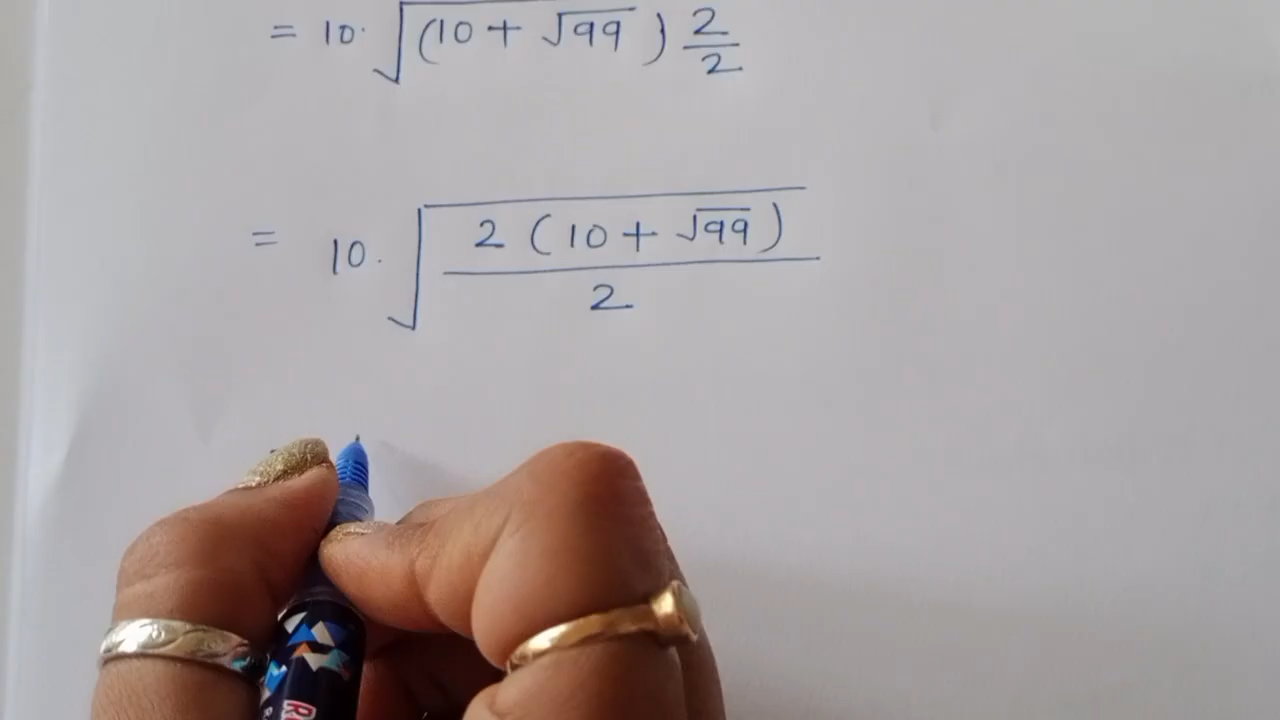 = 10. √(10 + √99) 2/2
= 10. √2 (10 + √99)/2